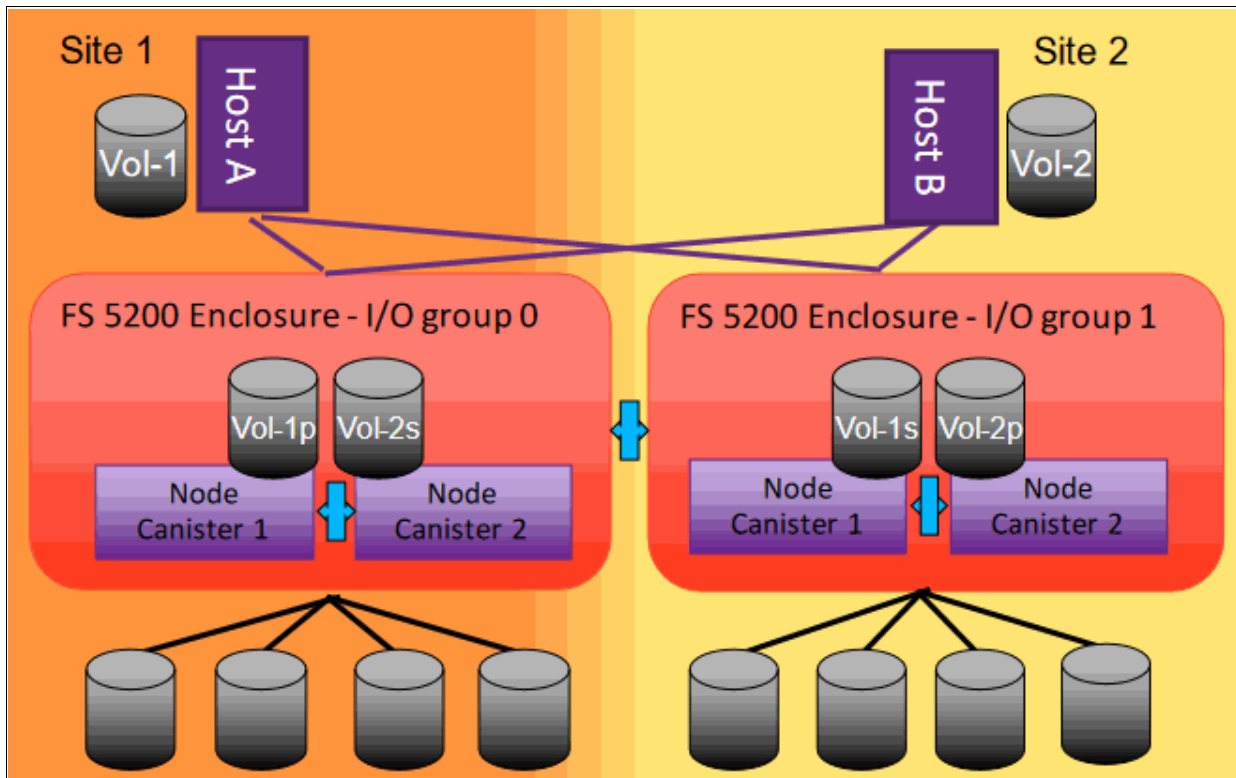 Site 1
Host A
Vol-1
Site 2
Host B
Vol-2
FS 5200 Enclosure - I/O group 0
Vol-1p
Vol-2s
Node
Canister 1
Node
Canister 2
FS 5200 Enclosure - I/O group 1
Vol-1s
Vol-2p
Node
Canister 1
Node
Canister 2